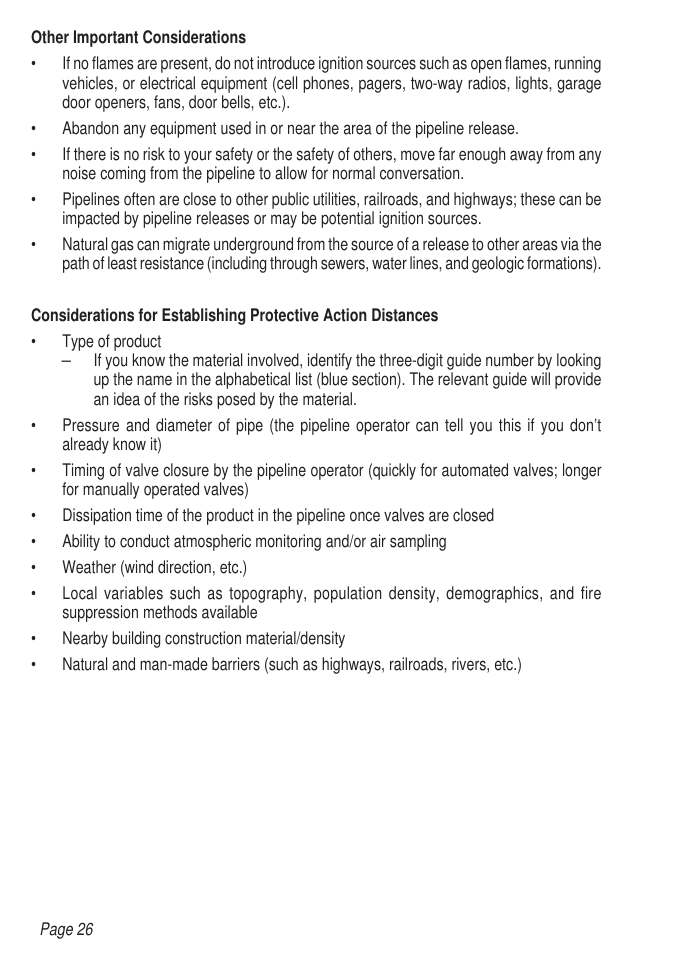 Other Important Considerations
• If no flames are present, do not introduce ignition sources such as open flames, running
vehicles, or electrical equipment (cell phones, pagers, two-way radios, lights, garage
door openers, fans, door bells, etc.).
• Abandon any equipment used in or near the area of the pipeline release.
• If there is no risk to your safety or the safety of others, move far enough away from any
noise coming from the pipeline to allow for normal conversation.
• Pipelines often are close to other public utilities, railroads, and highways; these can be
impacted by pipeline releases or may be potential ignition sources.
• Natural gas can migrate underground from the source of a release to other areas via the
path of least resistance (including through sewers, water lines, and geologic formations).
Considerations for Establishing Protective Action Distances
• Type of product
– If you know the material involved, identify the three-digit guide number by looking
up the name in the alphabetical list (blue section). The relevant guide will provide
an idea of the risks posed by the material.
• Pressure and diameter of pipe (the pipeline operator can tell you this if you don’t
already know it)
• Timing of valve closure by the pipeline operator (quickly for automated valves; longer
for manually operated valves)
• Dissipation time of the product in the pipeline once valves are closed
• Ability to conduct atmospheric monitoring and/or air sampling
• Weather (wind direction, etc.)
• Local variables such as topography, population density, demographics, and fire
suppression methods available
• Nearby building construction material/density
• Natural and man-made barriers (such as highways, railroads, rivers, etc.)
Page 26